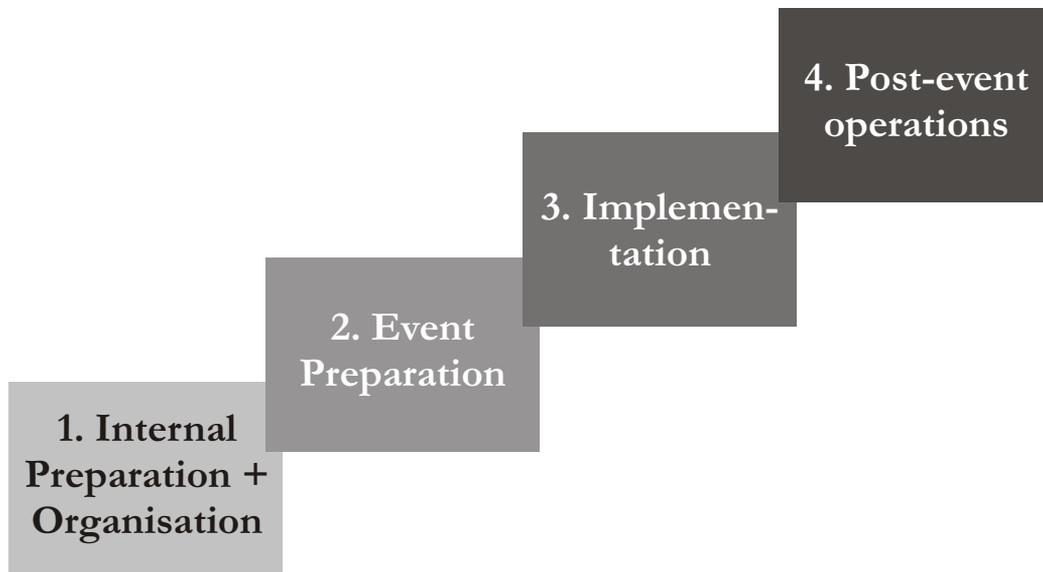 1. Internal
Preparation +
Organisation
2. Event
Preparation
3. Implemen-
tation
4. Post-event
operations